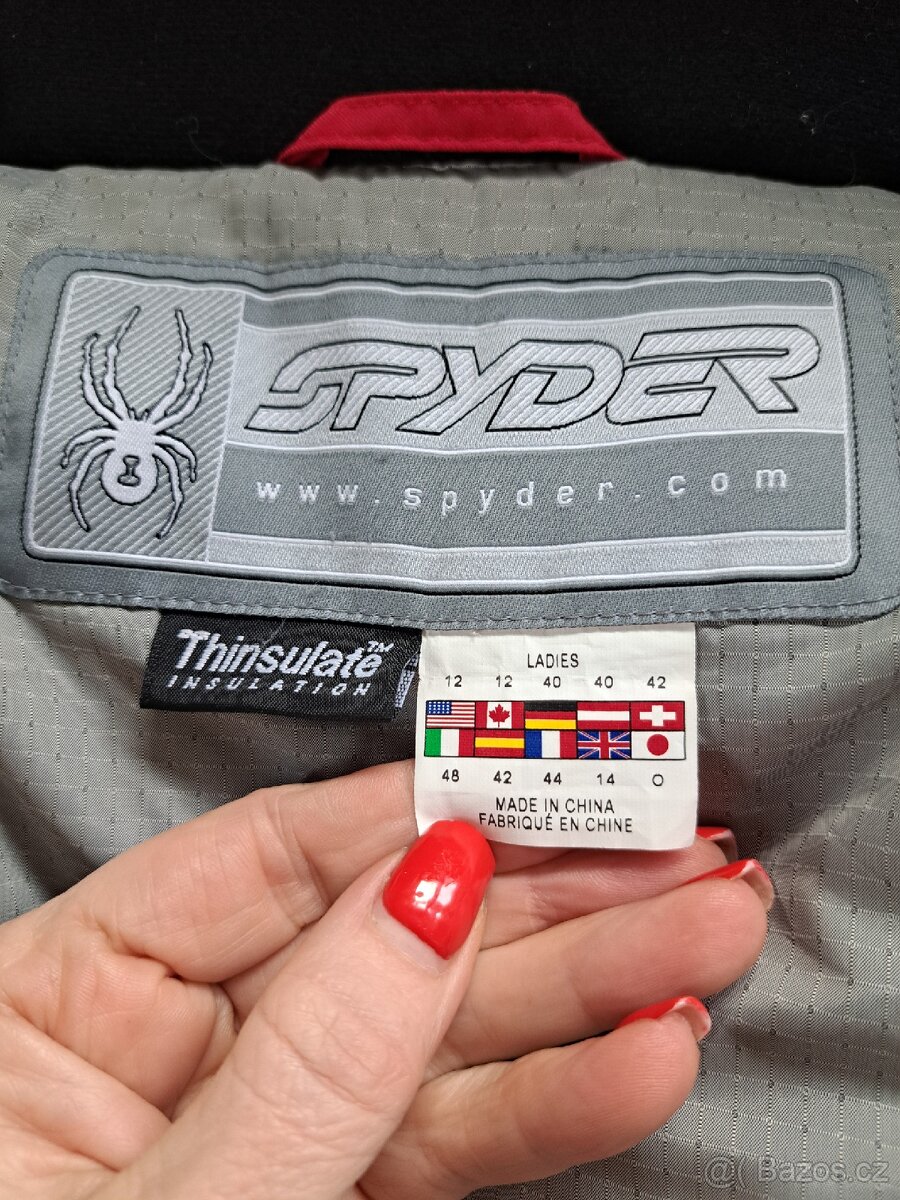 SPYDER
www.spyder.com
Thinsulate™
INSULATION
LADIES
12 12 40 40 42
48 42 44 14 O
MADE IN CHINA
FABRIQUÉ EN CHINE
@ Bazos.cz